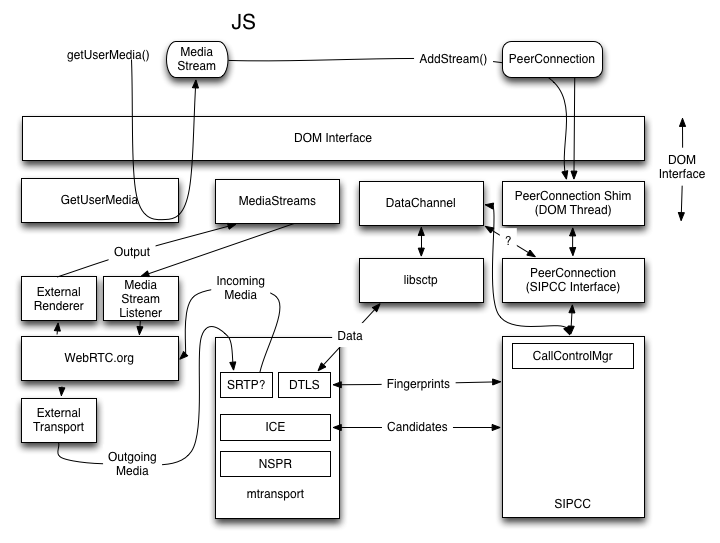 JS
getUserMedia()
Media
Stream
AddStream()
PeerConnection
DOM Interface
DOM
Interface
GetUserMedia
MediaStreams
DataChannel
PeerConnection Shim
(DOM Thread)
?
Output
External
Renderer
Media
Stream
Listener
Incoming
Media
libsctp
PeerConnection
(SIPCC Interface)
WebRTC.org
Data
CallControlMgr
SRTP?
DTLS
Fingerprints
External
Transport
ICE
Candidates
Outgoing
Media
NSPR
mtransport
SIPCC